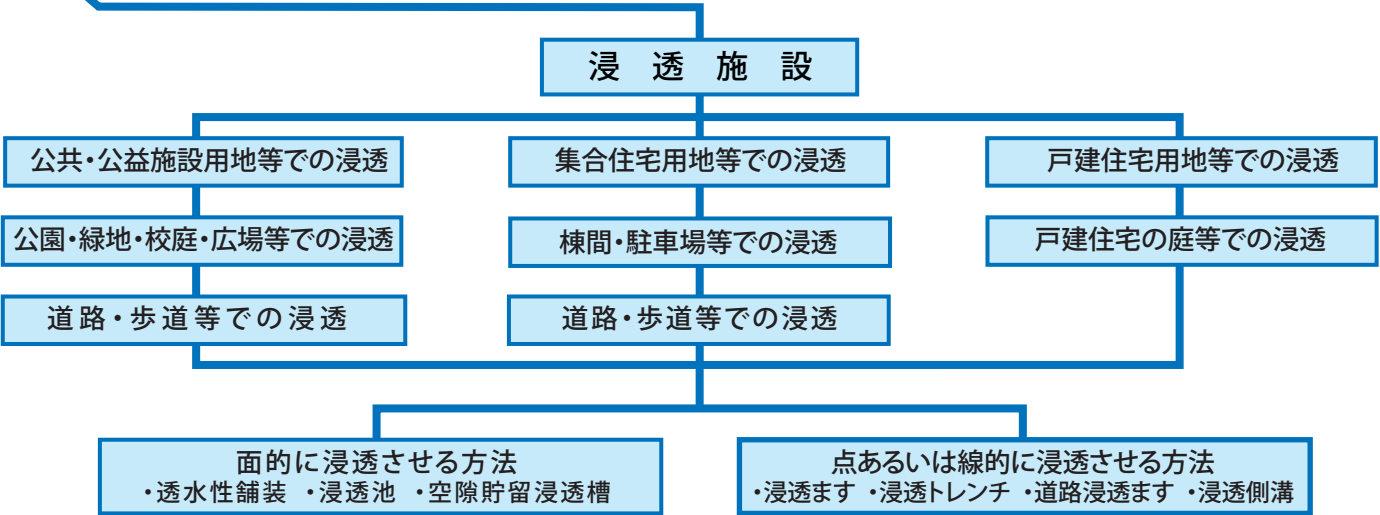 浸透施設
公共・公益施設用地等での浸透
集合住宅用地等での浸透
戸建住宅用地等での浸透
公園・緑地・校庭・広場等での浸透
棟間・駐車場等での浸透
戸建住宅の庭等での浸透
道路・歩道等での浸透
道路・歩道等での浸透
面的に浸透させる方法
・透水性舗装 ・浸透池 ・空隙貯留浸透槽
点あるいは線的に浸透させる方法
・浸透ます ・浸透トレンチ ・道路浸透ます ・浸透側溝